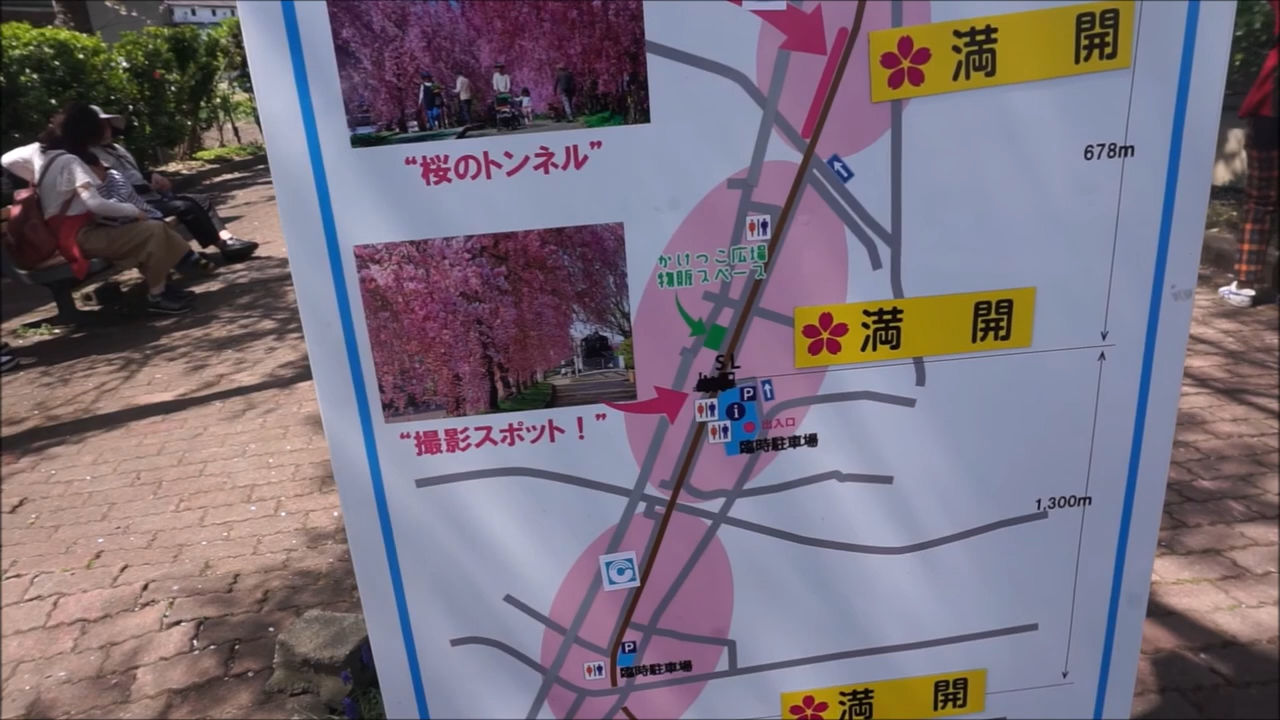 満 開
"桜のトンネル"
678m
かけっこ広場
物販スペース
満 開
SL
P
i
出入口
臨時駐車場
"撮影スポット！"
1,300m
P
臨時駐車場
満 開